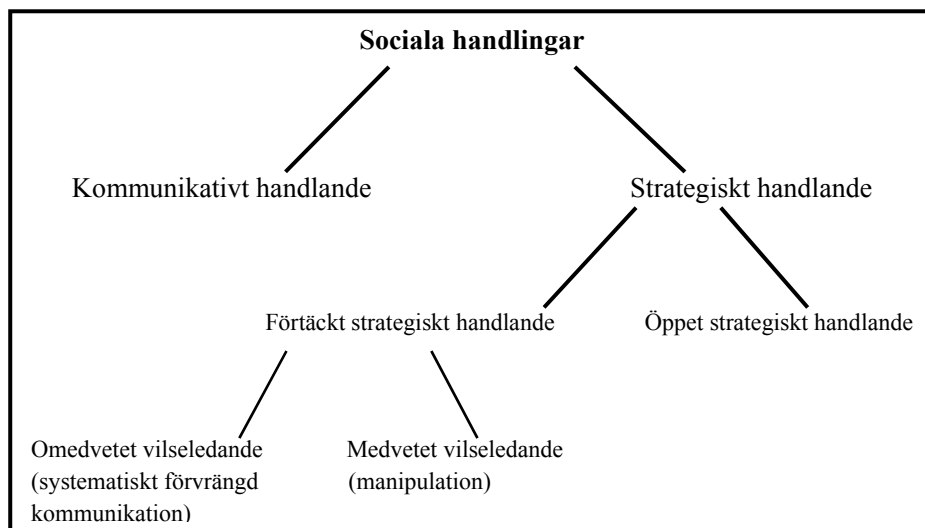 Sociala handlingar
Kommunikativt handlande
Strategiskt handlande
Förtäckt strategiskt handlande
Öppet strategiskt handlande
Omedvetet vilseledande
(systematiskt förvrängd
kommunikation)
Medvetet vilseledande
(manipulation)